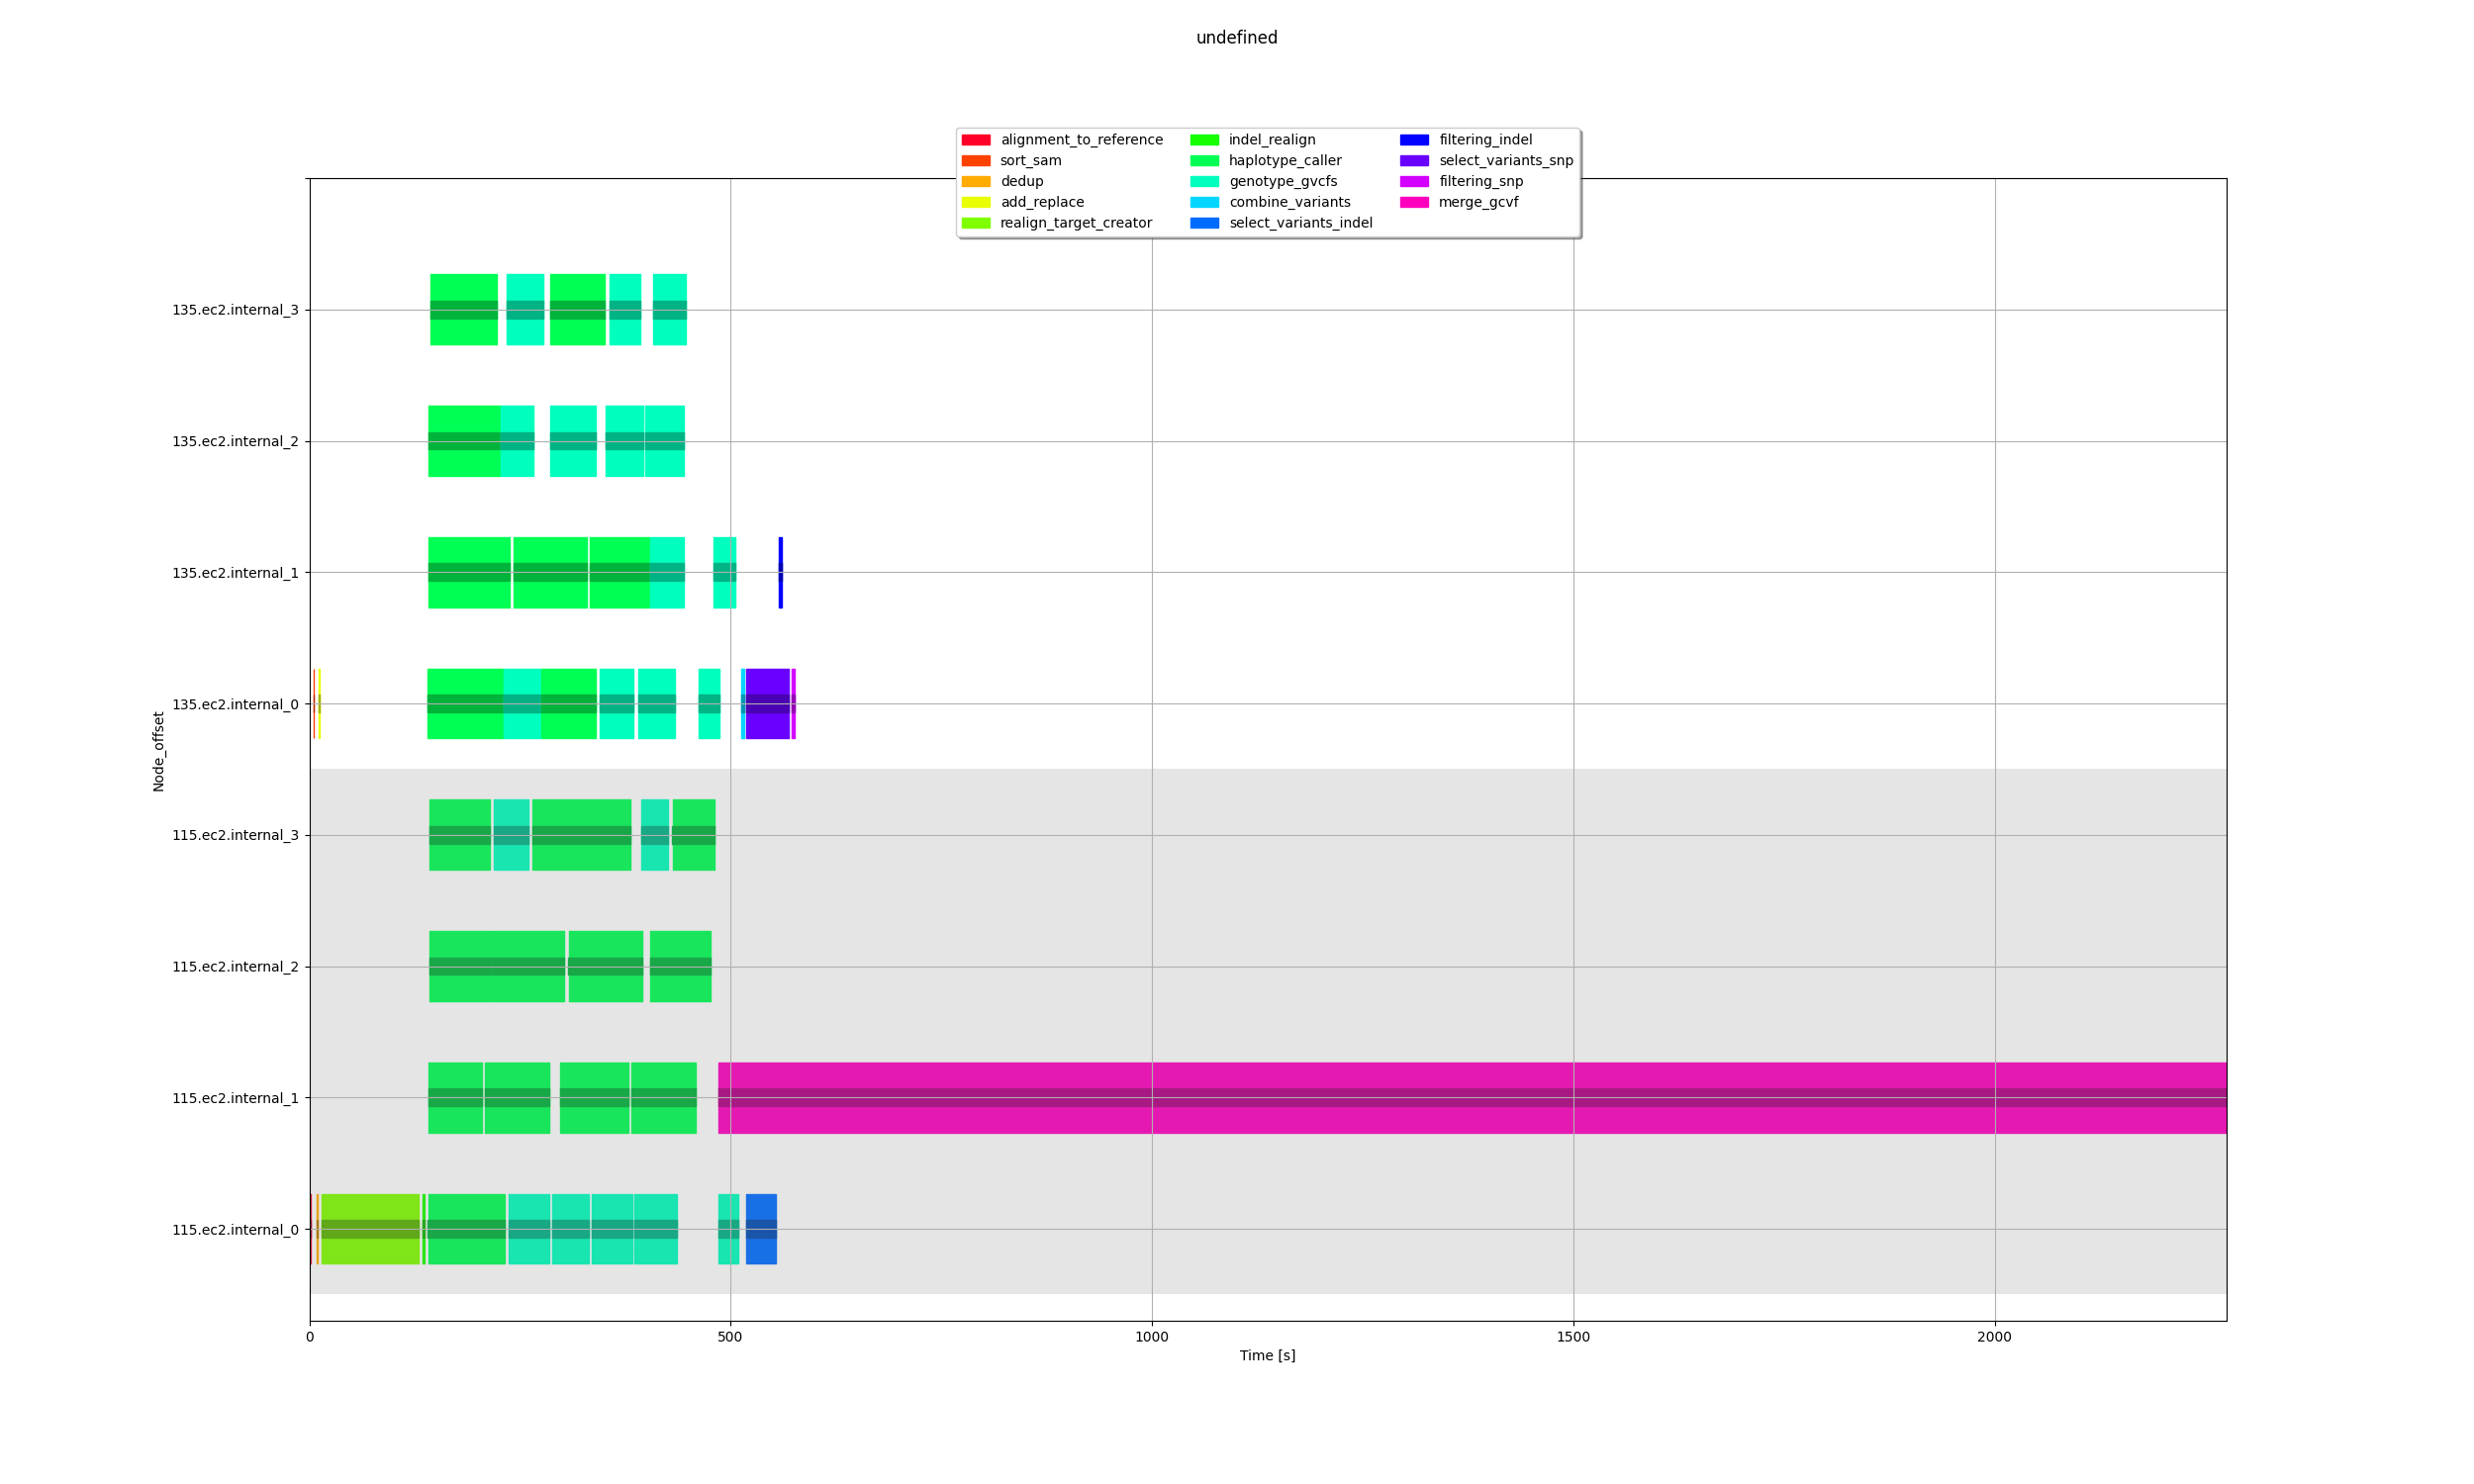 undefined
alignment_to_reference
sort_sam
dedup
add_replace
realign_target_creator
indel_realign
haplotype_caller
genotype_gvcfs
combine_variants
select_variants_indel
filtering_indel
select_variants_snp
filtering_snp
merge_gcvf
135.ec2.internal_3
135.ec2.internal_2
135.ec2.internal_1
135.ec2.internal_0
115.ec2.internal_3
115.ec2.internal_2
115.ec2.internal_1
115.ec2.internal_0
Node_offset
0 500 1000 1500 2000
Time [s]